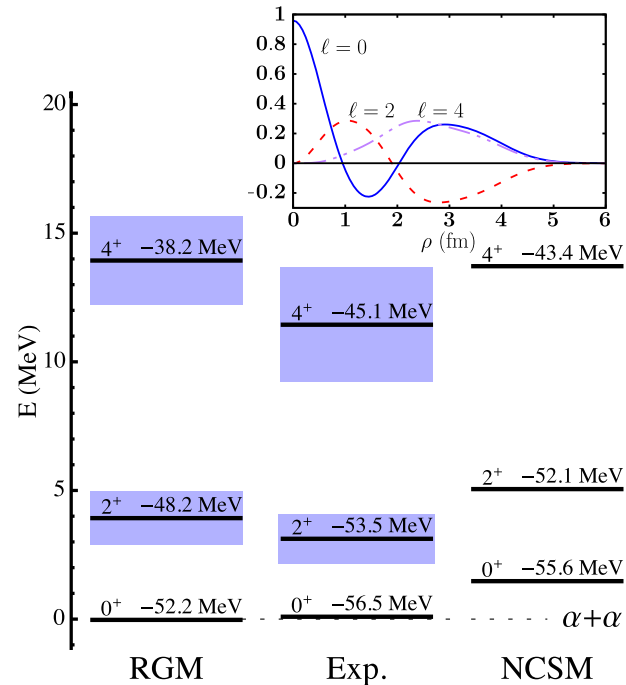 1
0.8
0.6
0.4
0.2
0
-0.2
ℓ = 0
ℓ = 2
ℓ = 4
0 1 2 3 4 5 6
ρ (fm)
20
15
10
5
0
E (MeV)
4⁺ −38.2 MeV
2⁺ −48.2 MeV
0⁺ −52.2 MeV
4⁺ −45.1 MeV
2⁺ −53.5 MeV
0⁺ −56.5 MeV
4⁺ −43.4 MeV
2⁺ −52.1 MeV
0⁺ −55.6 MeV
α+α
RGM Exp. NCSM